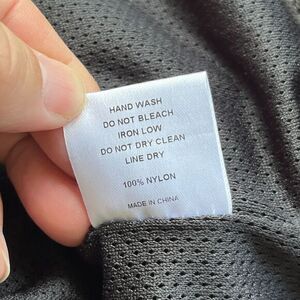 HAND WASH
DO NOT BLEACH
IRON LOW
DO NOT DRY CLEAN
LINE DRY
100% NYLON
MADE IN CHINA